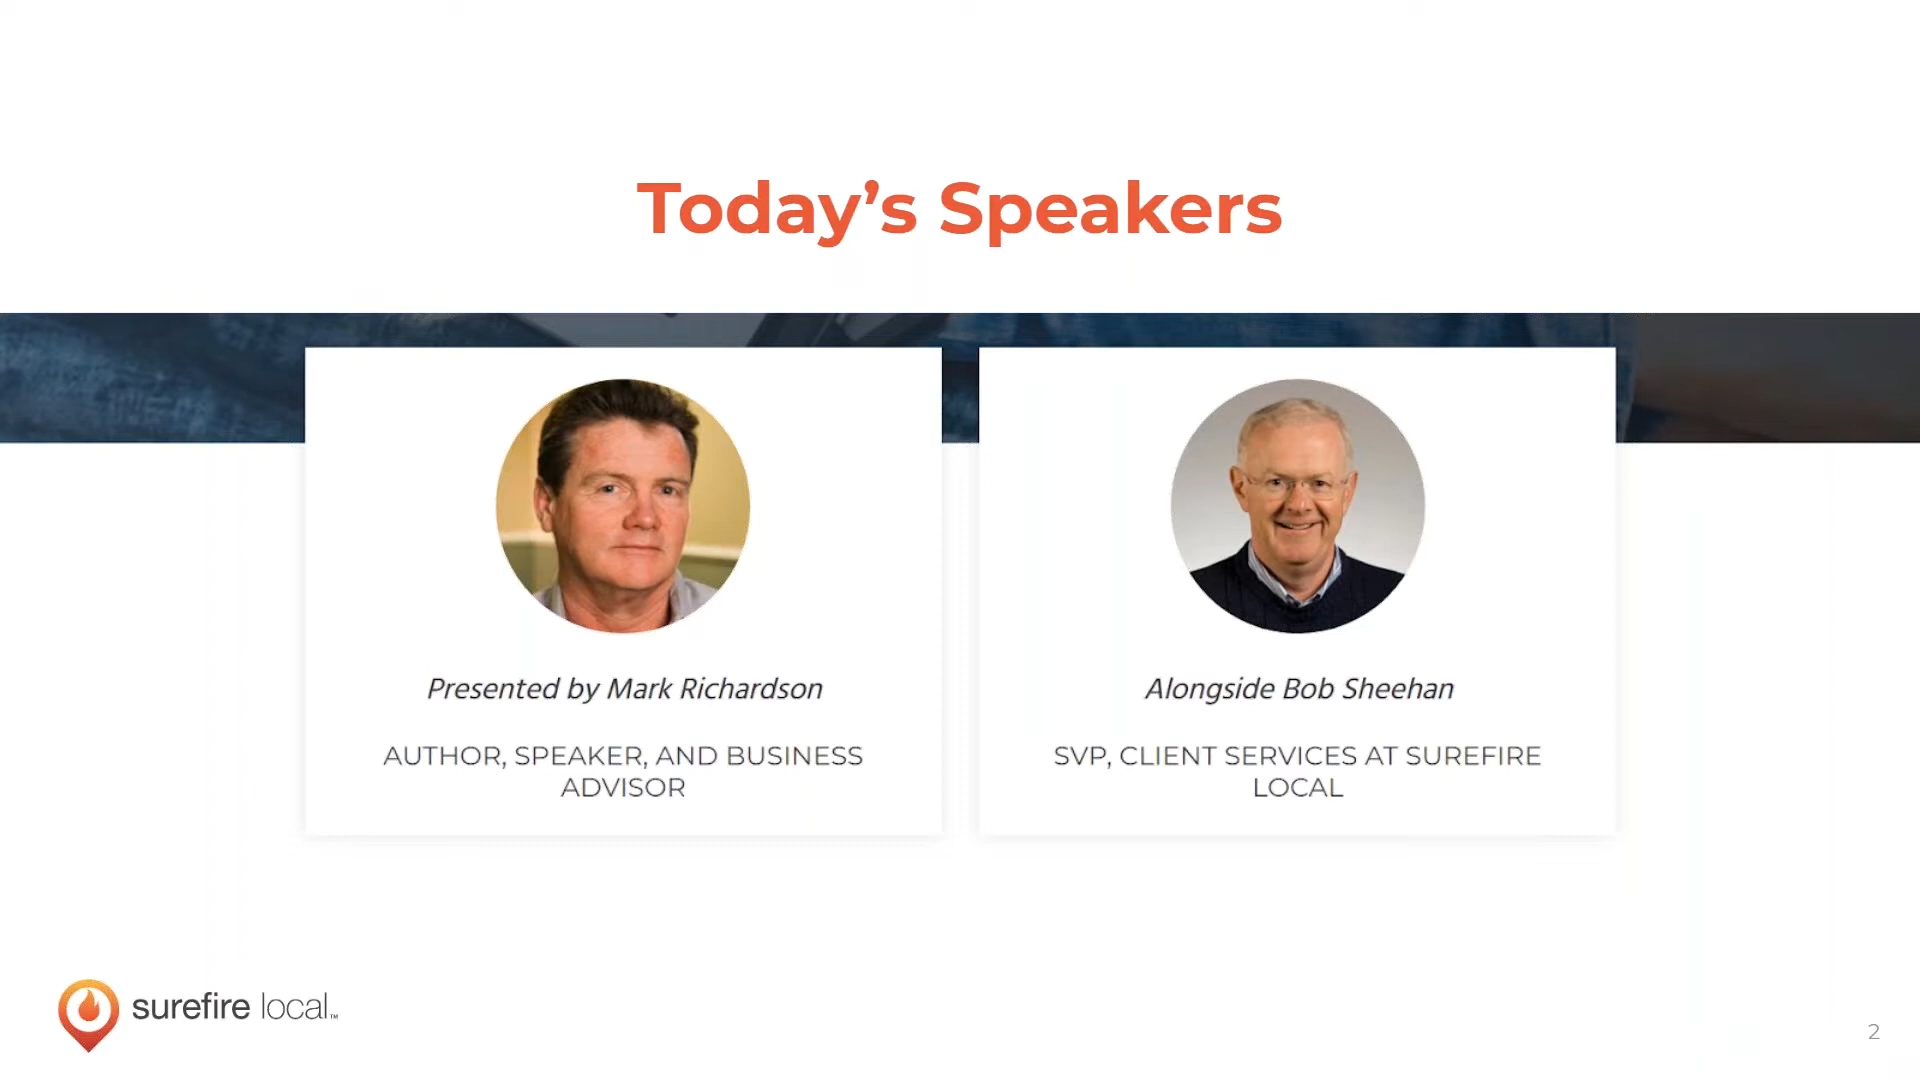 Today’s Speakers
Presented by Mark Richardson
AUTHOR, SPEAKER, AND BUSINESS
ADVISOR
Alongside Bob Sheehan
SVP, CLIENT SERVICES AT SUREFIRE
LOCAL
surefire local™
2